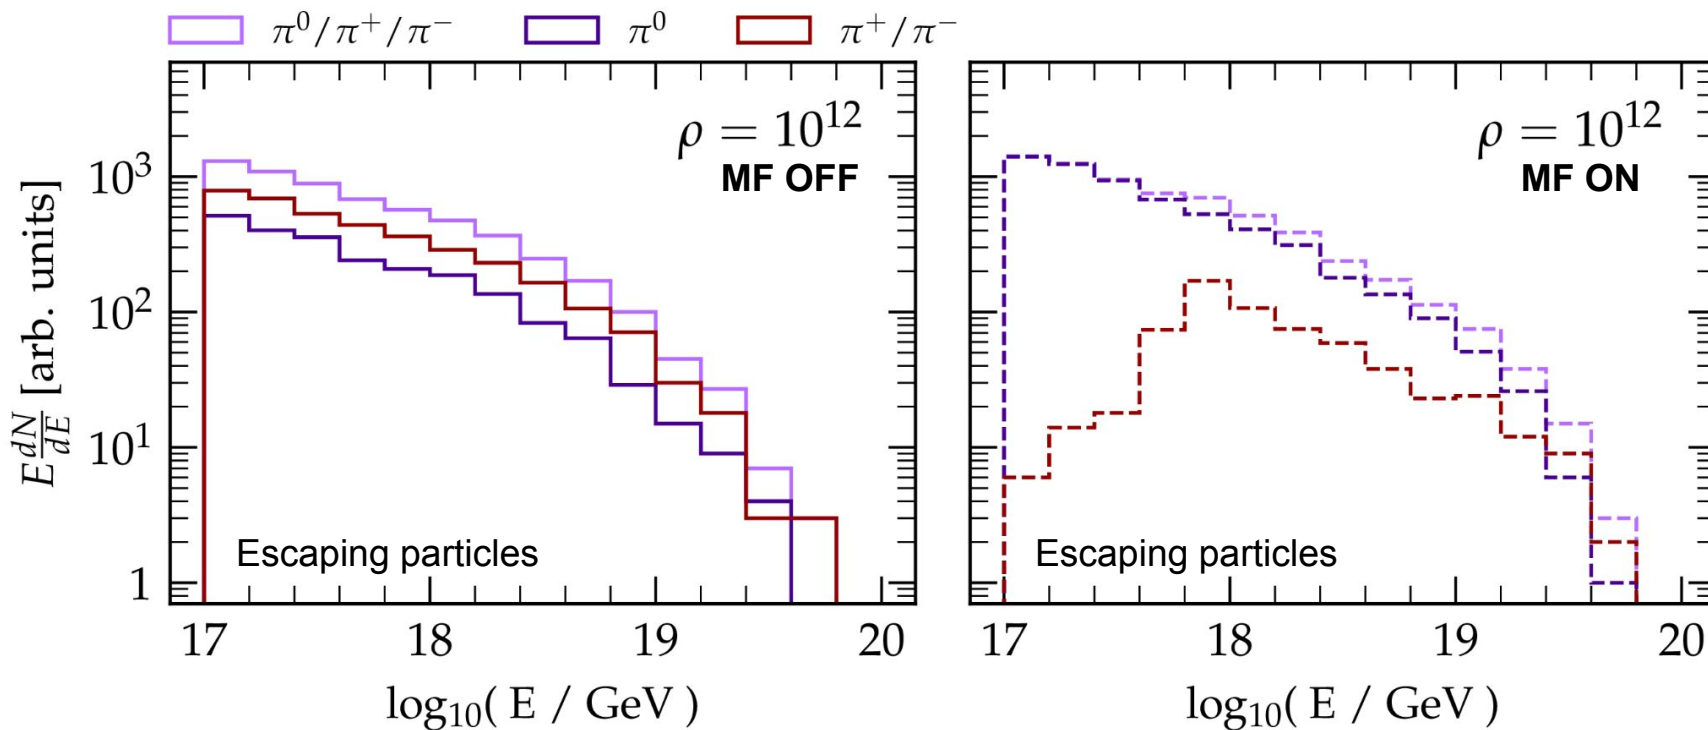 π⁰/π⁺/π⁻ π⁰ π⁺/π⁻
ρ = 10¹²
MF OFF
Escaping particles
10³
10²
10¹
1
E dN/dE [arb. units]
17 18 19 20
log₁₀( E / GeV )
ρ = 10¹²
MF ON
Escaping particles
17 18 19 20
log₁₀( E / GeV )